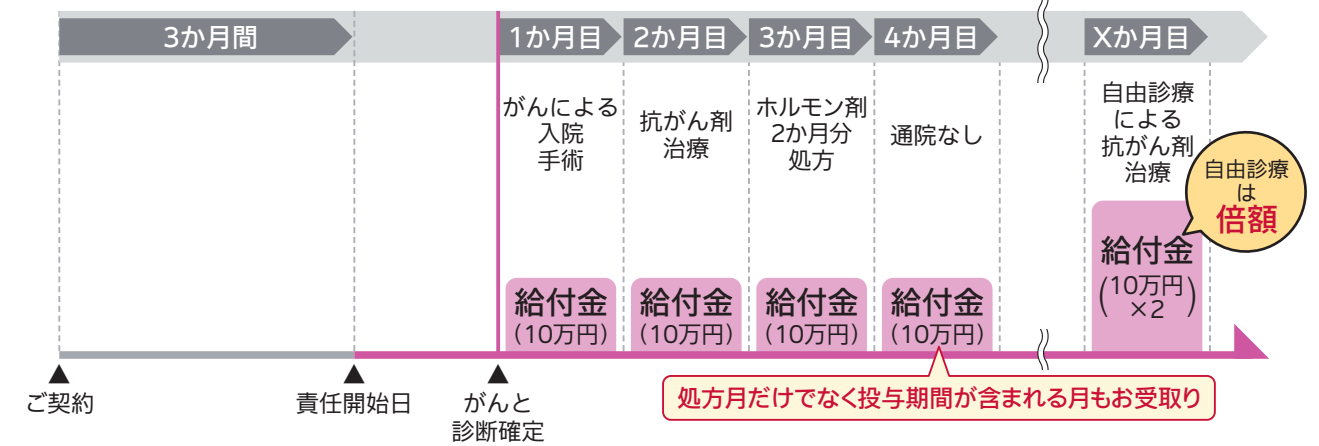 3か月間
1か月目
2か月目
3か月目
4か月目
Xか月目
がんによる
入院
手術
抗がん剤
治療
ホルモン剤
2か月分
処方
通院なし
自由診療
による
抗がん剤
治療
自由診療
は
倍額
給付金
(10万円)
給付金
(10万円)
給付金
(10万円)
給付金
(10万円)
給付金
(10万円
×2)
処方月だけでなく投与期間が含まれる月もお受取り
▲
ご契約
▲
責任開始日
▲
がんと
診断確定